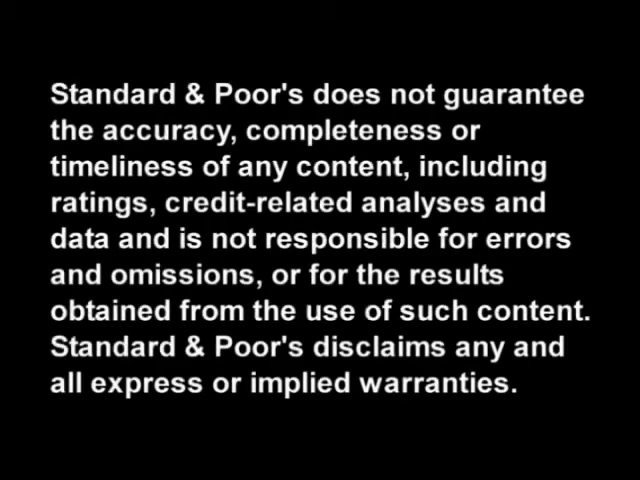 Standard & Poor's does not guarantee
the accuracy, completeness or
timeliness of any content, including
ratings, credit-related analyses and
data and is not responsible for errors
and omissions, or for the results
obtained from the use of such content.
Standard & Poor's disclaims any and
all express or implied warranties.